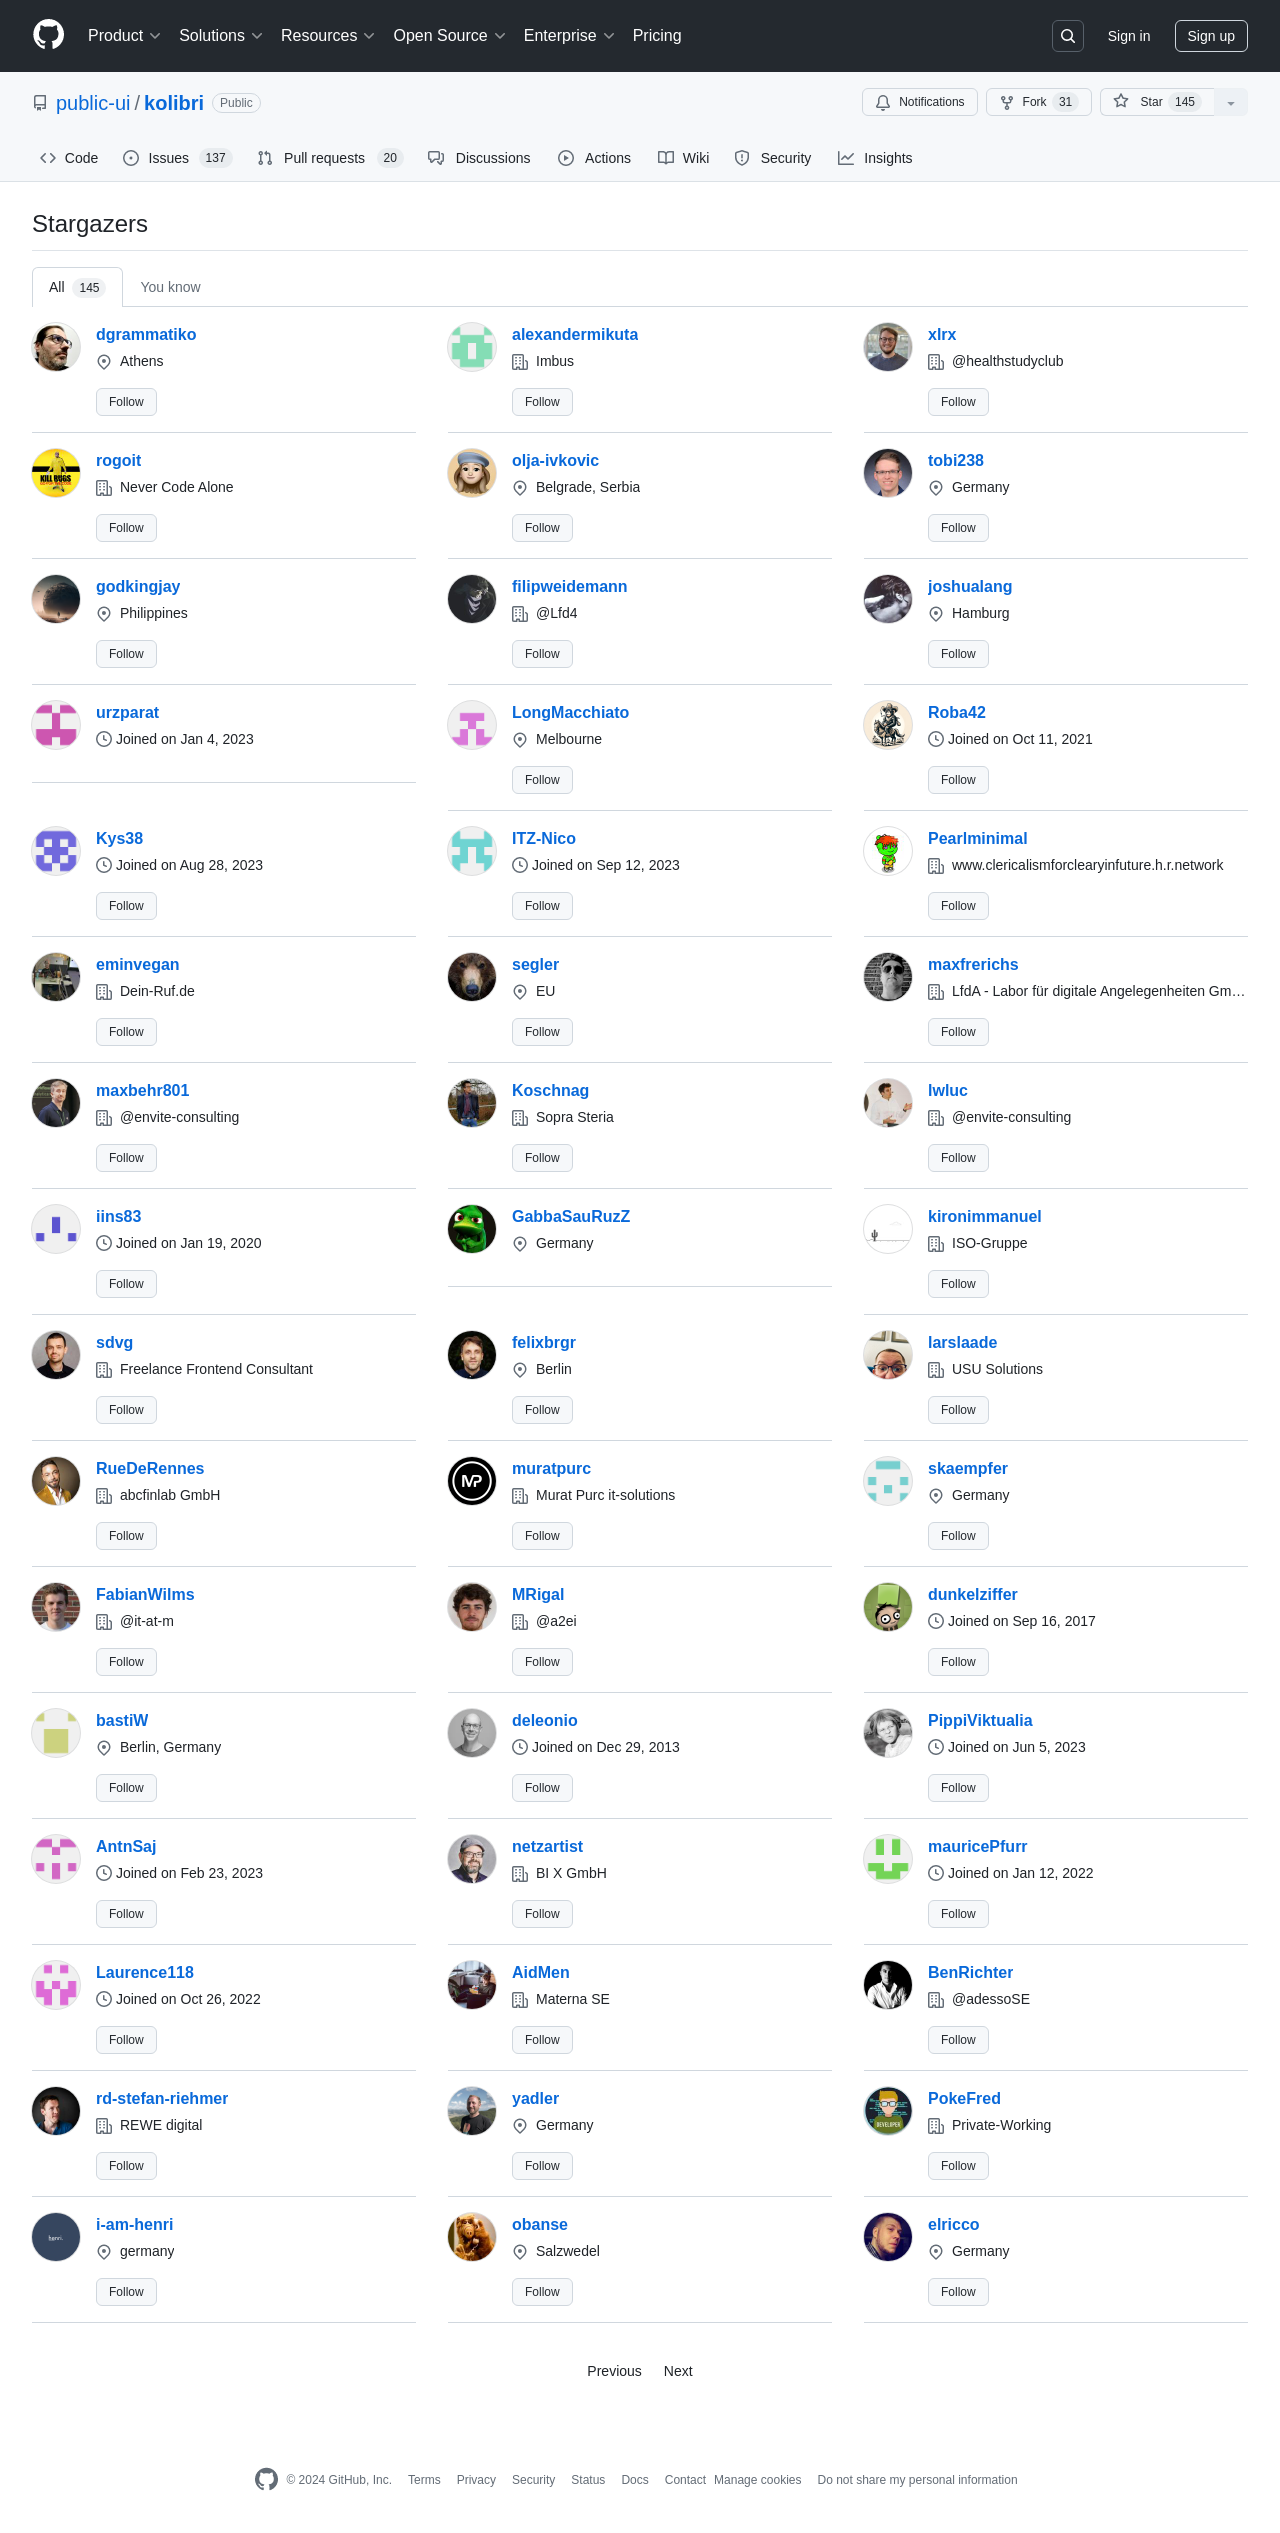 Product Solutions Resources Open Source Enterprise Pricing Sign in Sign up
public-ui / kolibri Public Notifications Fork 31 Star 145
Code Issues 137 Pull requests 20 Discussions Actions Wiki Security Insights
Stargazers
All 145 You know
dgrammatiko alexandermikuta xlrx
Athens Imbus @healthstudyclub
Follow Follow Follow
rogoit olja-ivkovic tobi238
Never Code Alone Belgrade, Serbia Germany
Follow Follow Follow
godkingjay filipweidemann joshualang
Philippines @Lfd4 Hamburg
Follow Follow Follow
urzparat LongMacchiato Roba42
Joined on Jan 4, 2023 Melbourne Joined on Oct 11, 2021
Follow Follow
Kys38 ITZ-Nico Pearlminimal
Joined on Aug 28, 2023 Joined on Sep 12, 2023 www.clericalismforclearyinfuture.h.r.network
Follow Follow Follow
eminvegan segler maxfrerichs
Dein-Ruf.de EU LfdA - Labor für digitale Angelegenheiten Gm…
Follow Follow Follow
maxbehr801 Koschnag lwluc
@envite-consulting Sopra Steria @envite-consulting
Follow Follow Follow
iins83 GabbaSauRuzZ kironimmanuel
Joined on Jan 19, 2020 Germany ISO-Gruppe
Follow Follow
sdvg felixbrgr larslaade
Freelance Frontend Consultant Berlin USU Solutions
Follow Follow Follow
RueDeRennes muratpurc skaempfer
abcfinlab GmbH Murat Purc it-solutions Germany
Follow Follow Follow
FabianWilms MRigal dunkelziffer
@it-at-m @a2ei Joined on Sep 16, 2017
Follow Follow Follow
bastiW deleonio PippiViktualia
Berlin, Germany Joined on Dec 29, 2013 Joined on Jun 5, 2023
Follow Follow Follow
AntnSaj netzartist mauricePfurr
Joined on Feb 23, 2023 BI X GmbH Joined on Jan 12, 2022
Follow Follow Follow
Laurence118 AidMen BenRichter
Joined on Oct 26, 2022 Materna SE @adessoSE
Follow Follow Follow
rd-stefan-riehmer yadler PokeFred
REWE digital Germany Private-Working
Follow Follow Follow
i-am-henri obanse elricco
germany Salzwedel Germany
Follow Follow Follow
Previous Next
© 2024 GitHub, Inc. Terms Privacy Security Status Docs Contact Manage cookies Do not share my personal information